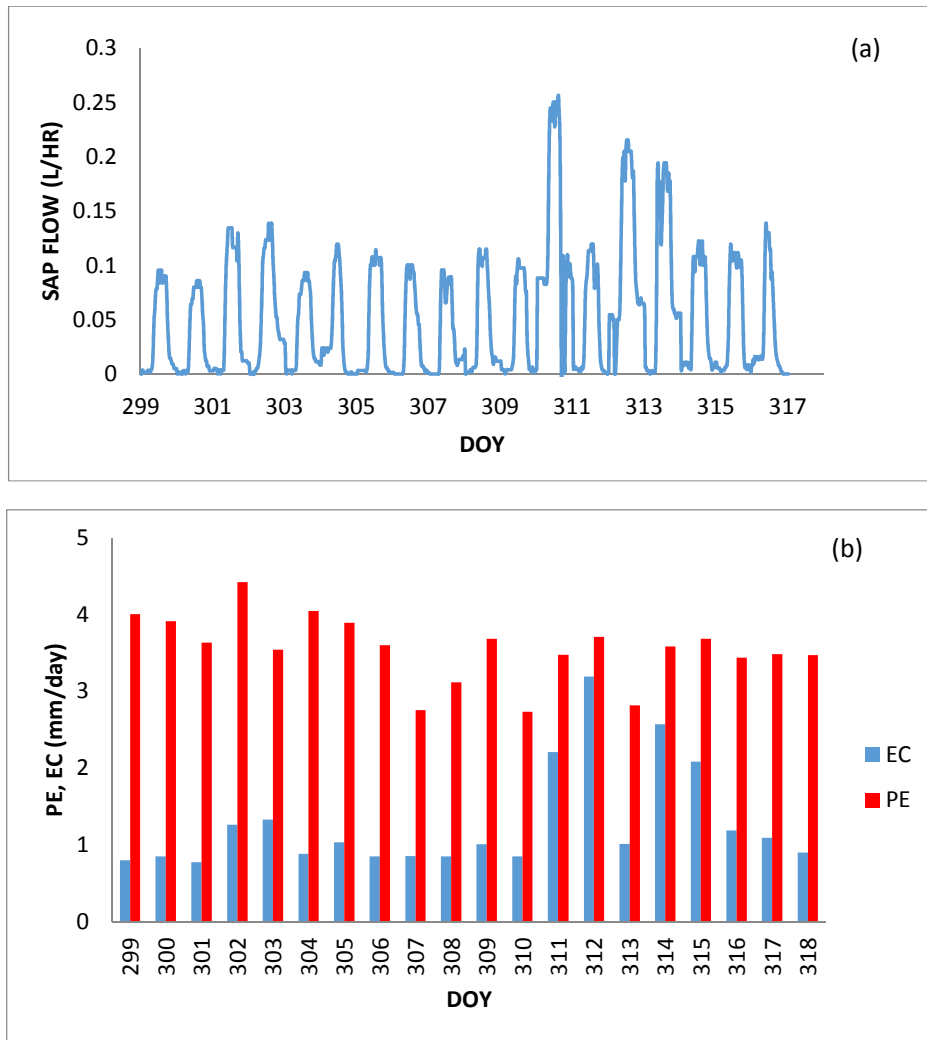 (a)
0.3
0.25
0.2
0.15
0.1
0.05
0
SAP FLOW (L/HR)
299 301 303 305 307 309 311 313 315 317
DOY
(b)
5
4
3
2
1
0
PE, EC (mm/day)
EC
PE
299 300 301 302 303 304 305 306 307 308 309 310 311 312 313 314 315 316 317 318
DOY